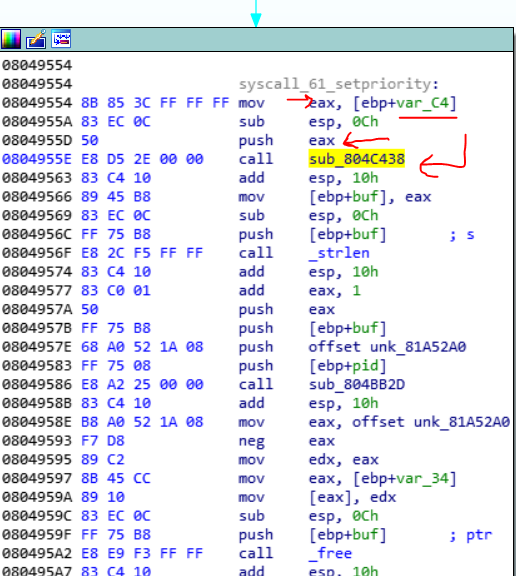 08049554
08049554 syscall_61_setpriority:
08049554 8B 85 3C FF FF FF mov eax, [ebp+var_C4]
0804955A 83 EC 0C sub esp, 0Ch
0804955D 50 push eax
0804955E E8 D5 2E 00 00 call sub_804C438
08049563 83 C4 10 add esp, 10h
08049566 89 45 B8 mov [ebp+buf], eax
08049569 83 EC 0C sub esp, 0Ch
0804956C FF 75 B8 push [ebp+buf] ; s
0804956F E8 2C F5 FF FF call _strlen
08049574 83 C4 10 add esp, 10h
08049577 83 C0 01 add eax, 1
0804957A 50 push eax
0804957B FF 75 B8 push [ebp+buf]
0804957E 68 A0 52 1A 08 push offset unk_81A52A0
08049583 FF 75 08 push [ebp+pid]
08049586 E8 A2 25 00 00 call sub_804BB2D
0804958B 83 C4 10 add esp, 10h
0804958E B8 A0 52 1A 08 mov eax, offset unk_81A52A0
08049593 F7 D8 neg eax
08049595 89 C2 mov edx, eax
08049597 8B 45 CC mov eax, [ebp+var_34]
0804959A 89 10 mov [eax], edx
0804959C 83 EC 0C sub esp, 0Ch
0804959F FF 75 B8 push [ebp+buf] ; ptr
080495A2 E8 E9 F3 FF FF call _free
080495A7 83 C4 10 add esp, 10h